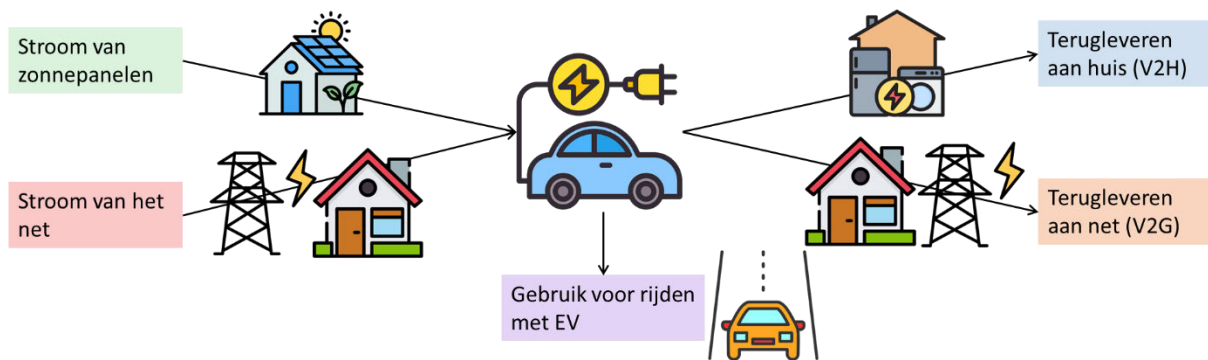 Stroom van
zonnepanelen
Stroom van het
net
Gebruik voor rijden
met EV
Terugleveren
aan huis (V2H)
Terugleveren
aan net (V2G)